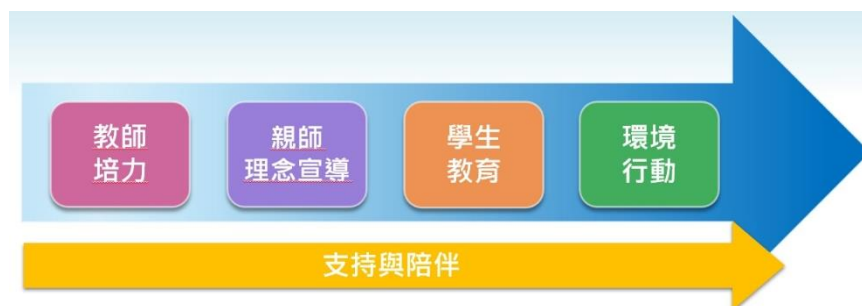 教師
培力
親師
理念宣導
學生
教育
環境
行動
支持與陪伴